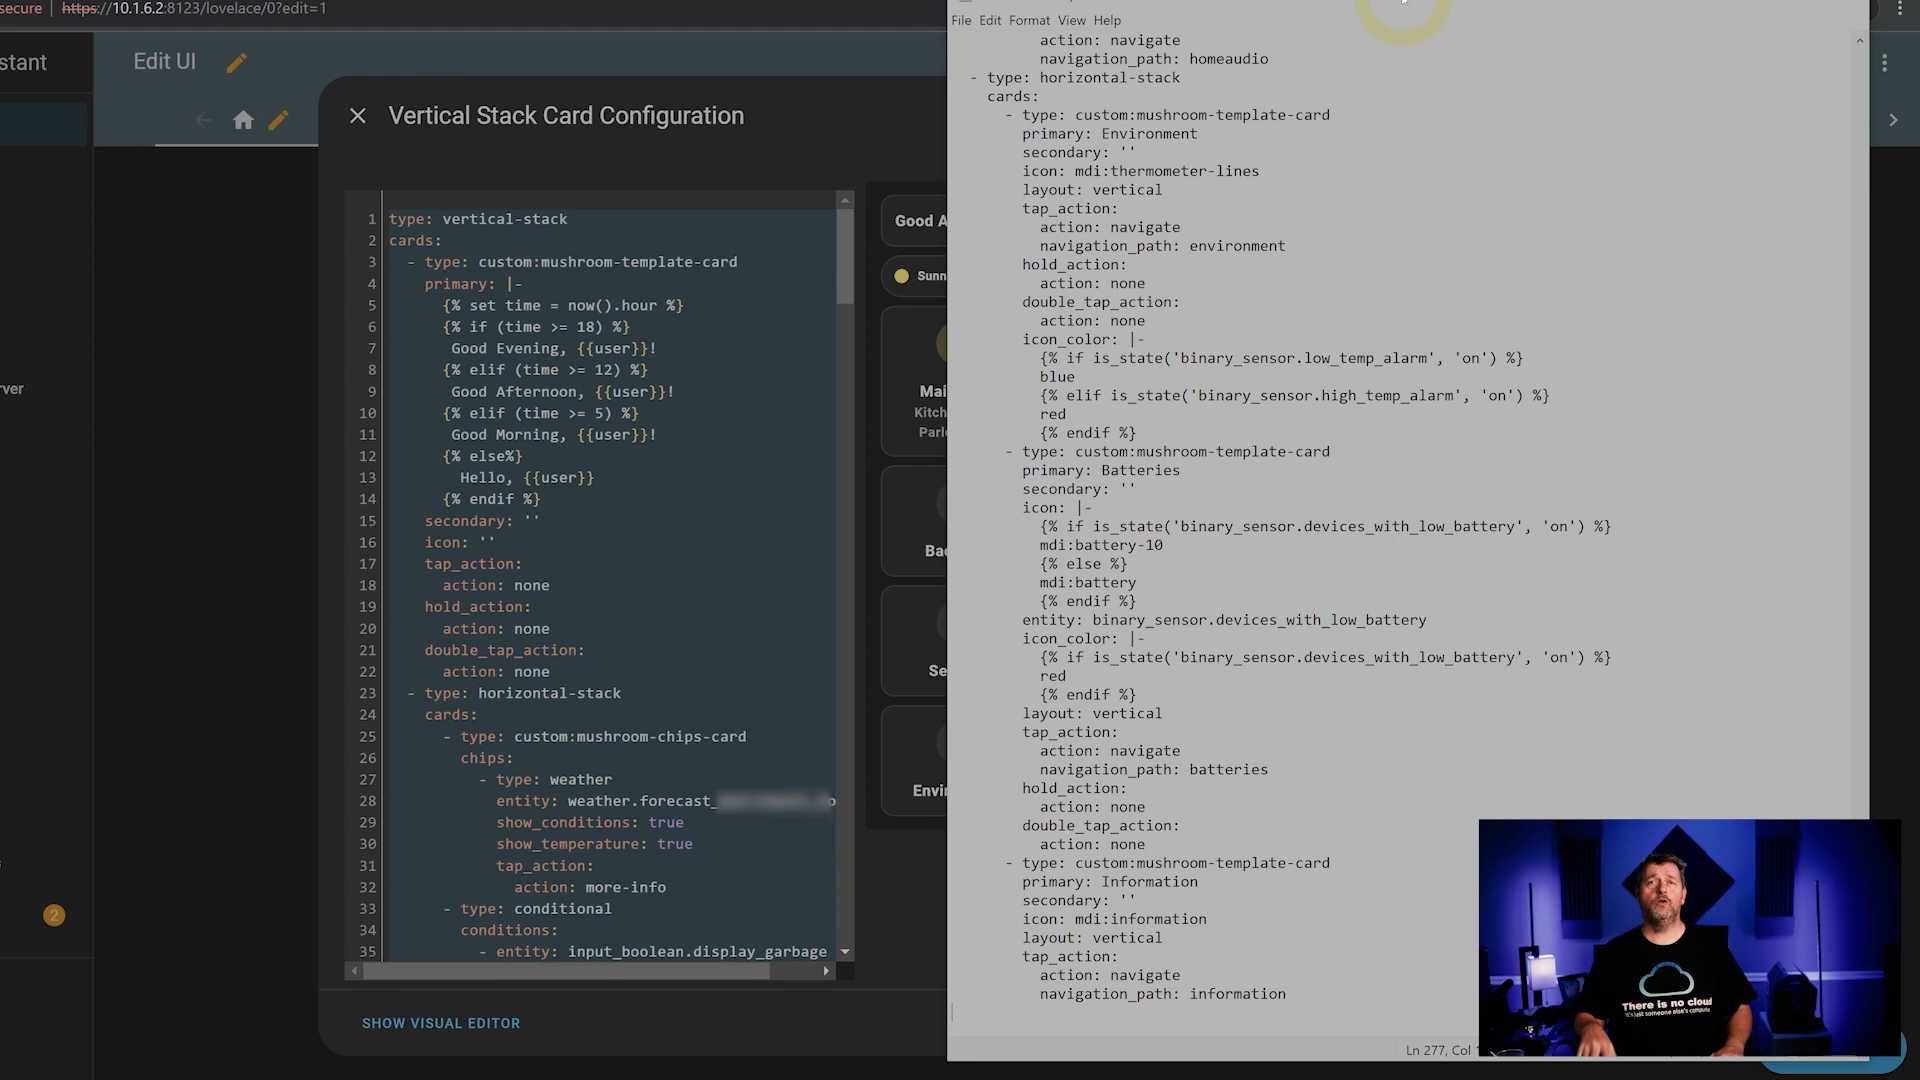 secure | https://10.1.6.2:8123/lovelace/0?edit=1
stant
Edit UI
rver
2
Vertical Stack Card Configuration
1 type: vertical-stack
2 cards:
3 - type: custom:mushroom-template-card
4 primary: |-
5 {% set time = now().hour %}
6 {% if (time >= 18) %}
7 Good Evening, {{user}}!
8 {% elif (time >= 12) %}
9 Good Afternoon, {{user}}!
10 {% elif (time >= 5) %}
11 Good Morning, {{user}}!
12 {% else%}
13 Hello, {{user}}
14 {% endif %}
15 secondary: ''
16 icon: ''
17 tap_action:
18 action: none
19 hold_action:
20 action: none
21 double_tap_action:
22 action: none
23 - type: horizontal-stack
24 cards:
25 - type: custom:mushroom-chips-card
26 chips:
27 - type: weather
28 entity: weather.forecast_
29 show_conditions: true
30 show_temperature: true
31 tap_action:
32 action: more-info
33 - type: conditional
34 conditions:
35 - entity: input_boolean.display_garbage
SHOW VISUAL EDITOR
Good A
Sunn
Mai
Kitch
Parl
Bac
Se
Envi
File Edit Format View Help
action: navigate
navigation_path: homeaudio
- type: horizontal-stack
cards:
- type: custom:mushroom-template-card
primary: Environment
secondary: ''
icon: mdi:thermometer-lines
layout: vertical
tap_action:
action: navigate
navigation_path: environment
hold_action:
action: none
double_tap_action:
action: none
icon_color: |-
{% if is_state('binary_sensor.low_temp_alarm', 'on') %}
blue
{% elif is_state('binary_sensor.high_temp_alarm', 'on') %}
red
{% endif %}
- type: custom:mushroom-template-card
primary: Batteries
secondary: ''
icon: |-
{% if is_state('binary_sensor.devices_with_low_battery', 'on') %}
mdi:battery-10
{% else %}
mdi:battery
{% endif %}
entity: binary_sensor.devices_with_low_battery
icon_color: |-
{% if is_state('binary_sensor.devices_with_low_battery', 'on') %}
red
{% endif %}
layout: vertical
tap_action:
action: navigate
navigation_path: batteries
hold_action:
action: none
double_tap_action:
action: none
- type: custom:mushroom-template-card
primary: Information
secondary: ''
icon: mdi:information
layout: vertical
tap_action:
action: navigate
navigation_path: information
Ln 277, Col
There is no cloud
it's just someone else's computer